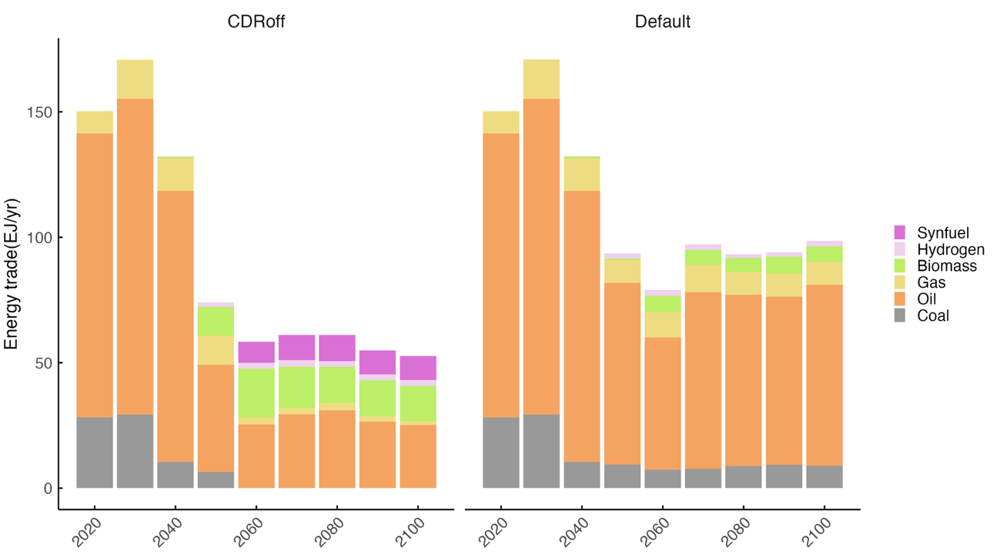 CDRoff
Default
Energy trade(EJ/yr)
150
100
50
0
2020
2040
2060
2080
2100
2020
2040
2060
2080
2100
Synfuel
Hydrogen
Biomass
Gas
Oil
Coal